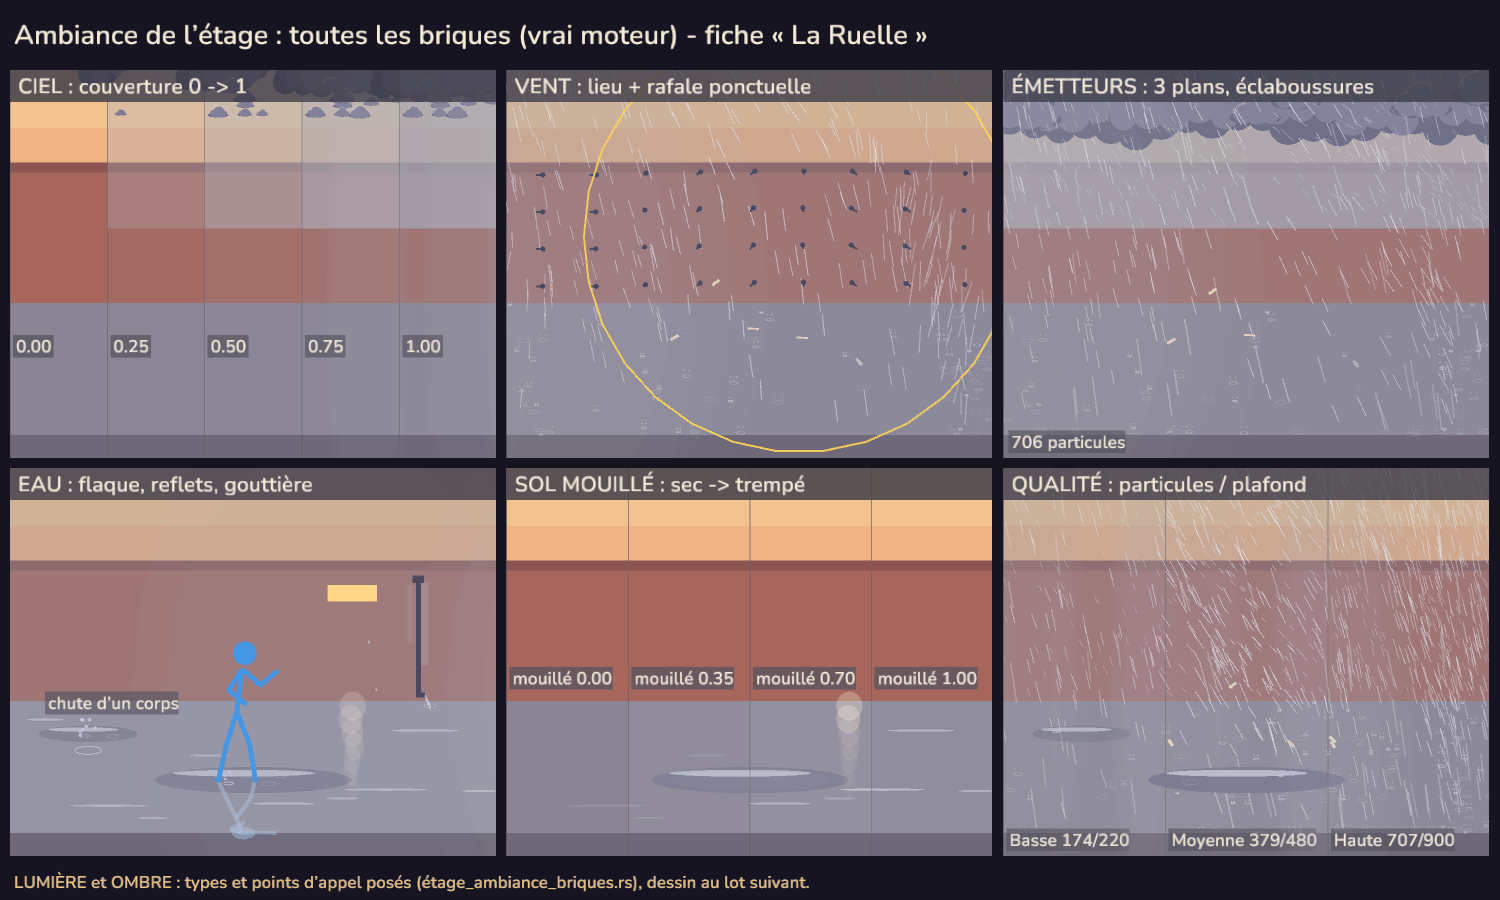 Ambiance de l’étage : toutes les briques (vrai moteur) - fiche « La Ruelle »
CIEL : couverture 0 -> 1
VENT : lieu + rafale ponctuelle
ÉMETTEURS : 3 plans, éclaboussures
0.00
0.25
0.50
0.75
1.00
706 particules
EAU : flaque, reflets, gouttière
SOL MOUILLÉ : sec -> trempé
QUALITÉ : particules / plafond
chute d’un corps
mouillé 0.00
mouillé 0.35
mouillé 0.70
mouillé 1.00
Basse 174/220
Moyenne 379/480
Haute 707/900
LUMIÈRE et OMBRE : types et points d’appel posés (étage_ambiance_briques.rs), dessin au lot suivant.